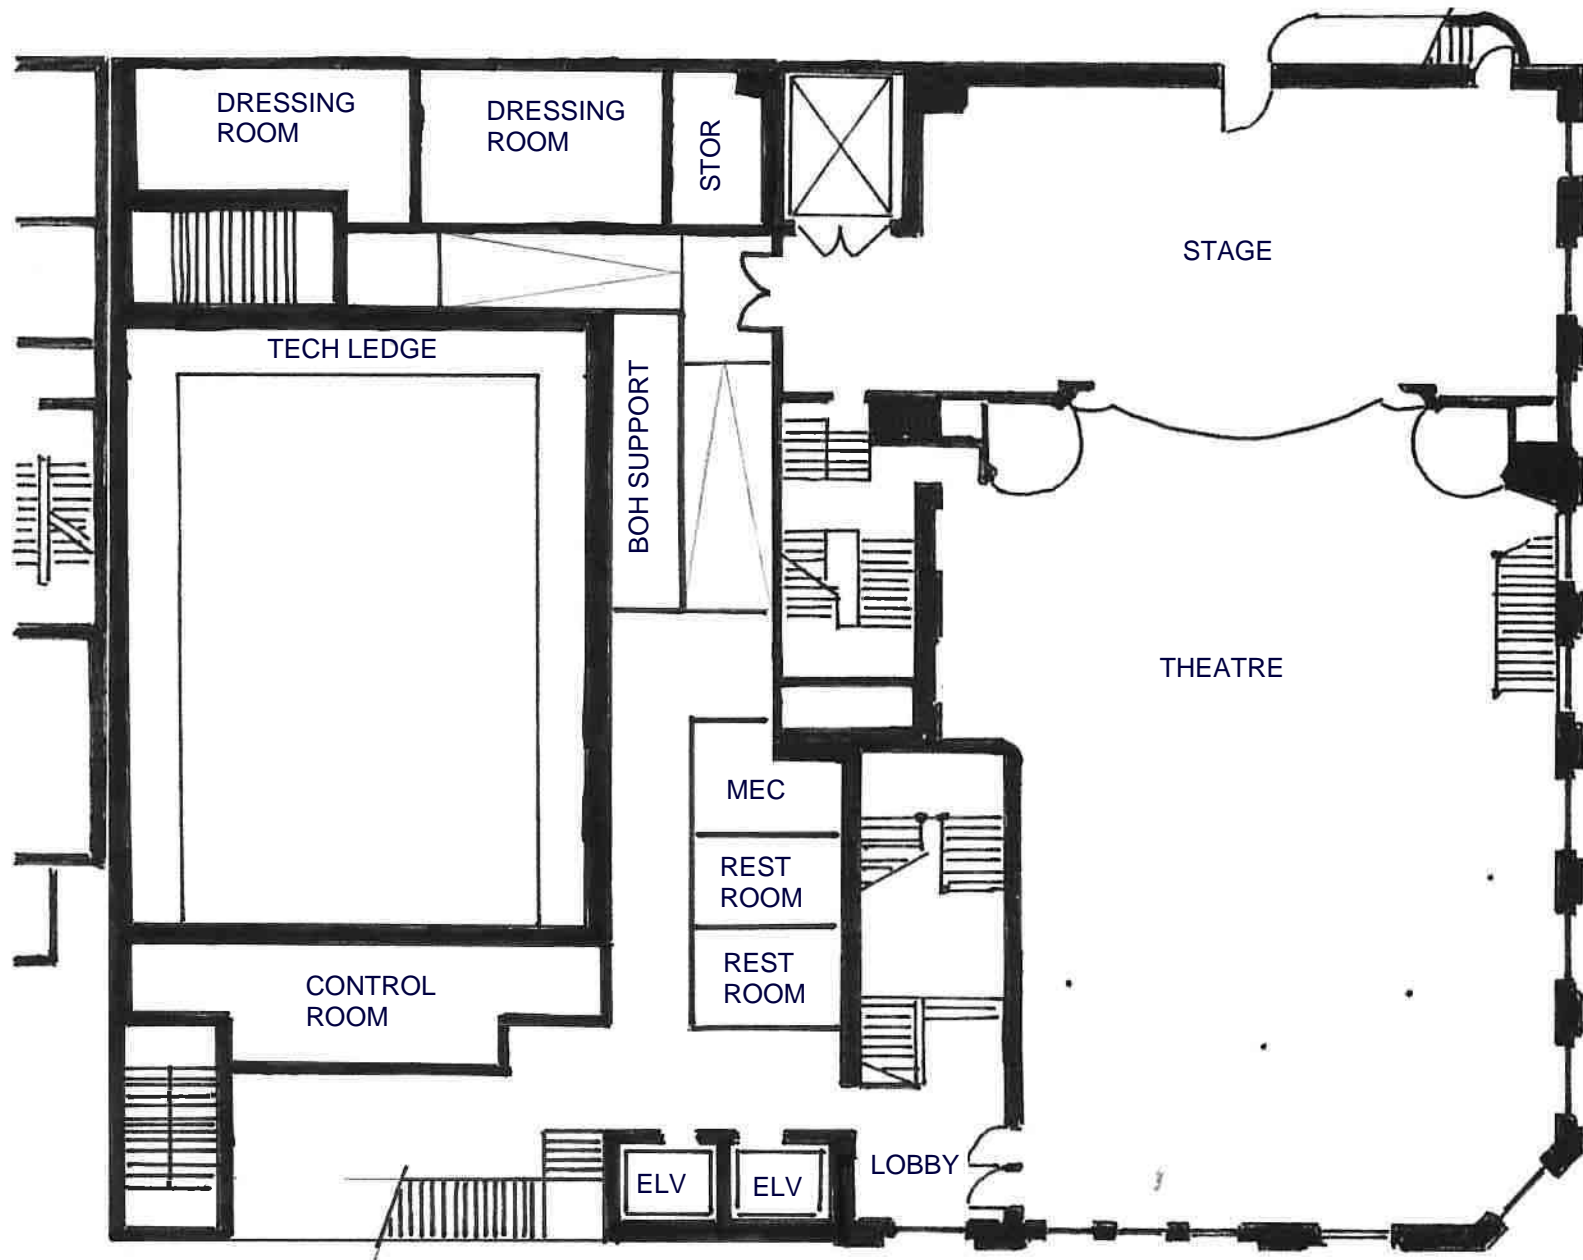 DRESSING
ROOM
DRESSING
ROOM
STOR
STAGE
TECH LEDGE
BOH SUPPORT
THEATRE
MEC
REST
ROOM
REST
ROOM
CONTROL
ROOM
LOBBY
ELV
ELV